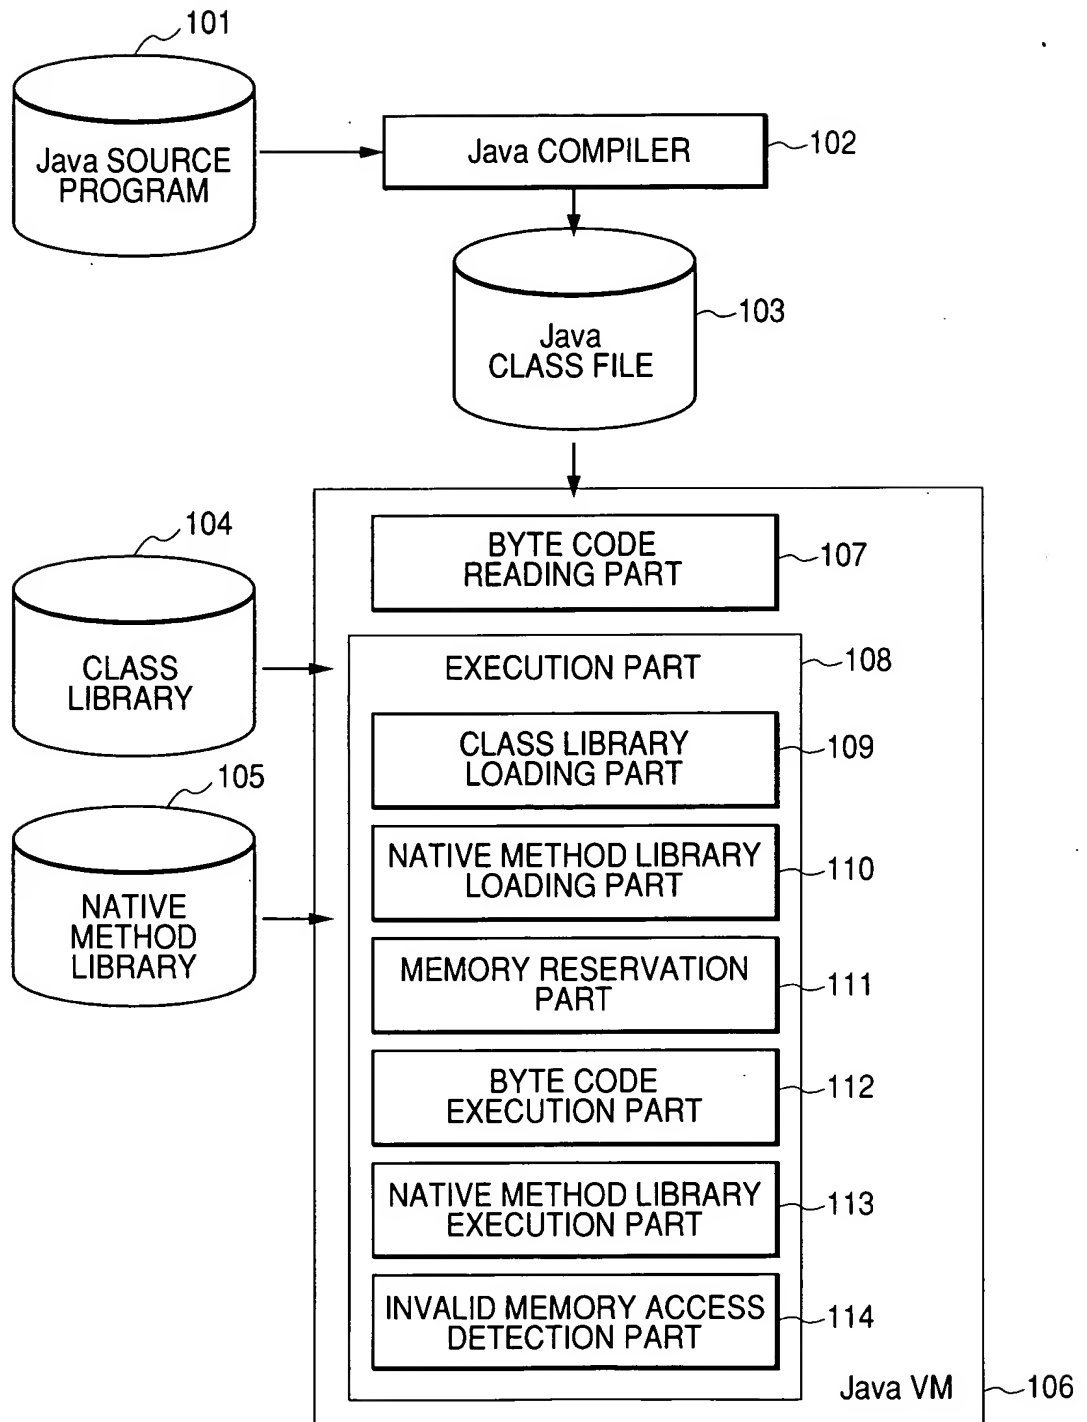 101
Java SOURCE
PROGRAM
Java COMPILER
102
Java
CLASS FILE
103
104
CLASS
LIBRARY
105
NATIVE
METHOD
LIBRARY
BYTE CODE
READING PART
107
EXECUTION PART
108
CLASS LIBRARY
LOADING PART
109
NATIVE METHOD LIBRARY
LOADING PART
110
MEMORY RESERVATION
PART
111
BYTE CODE
EXECUTION PART
112
NATIVE METHOD LIBRARY
EXECUTION PART
113
INVALID MEMORY ACCESS
DETECTION PART
114
Java VM
106